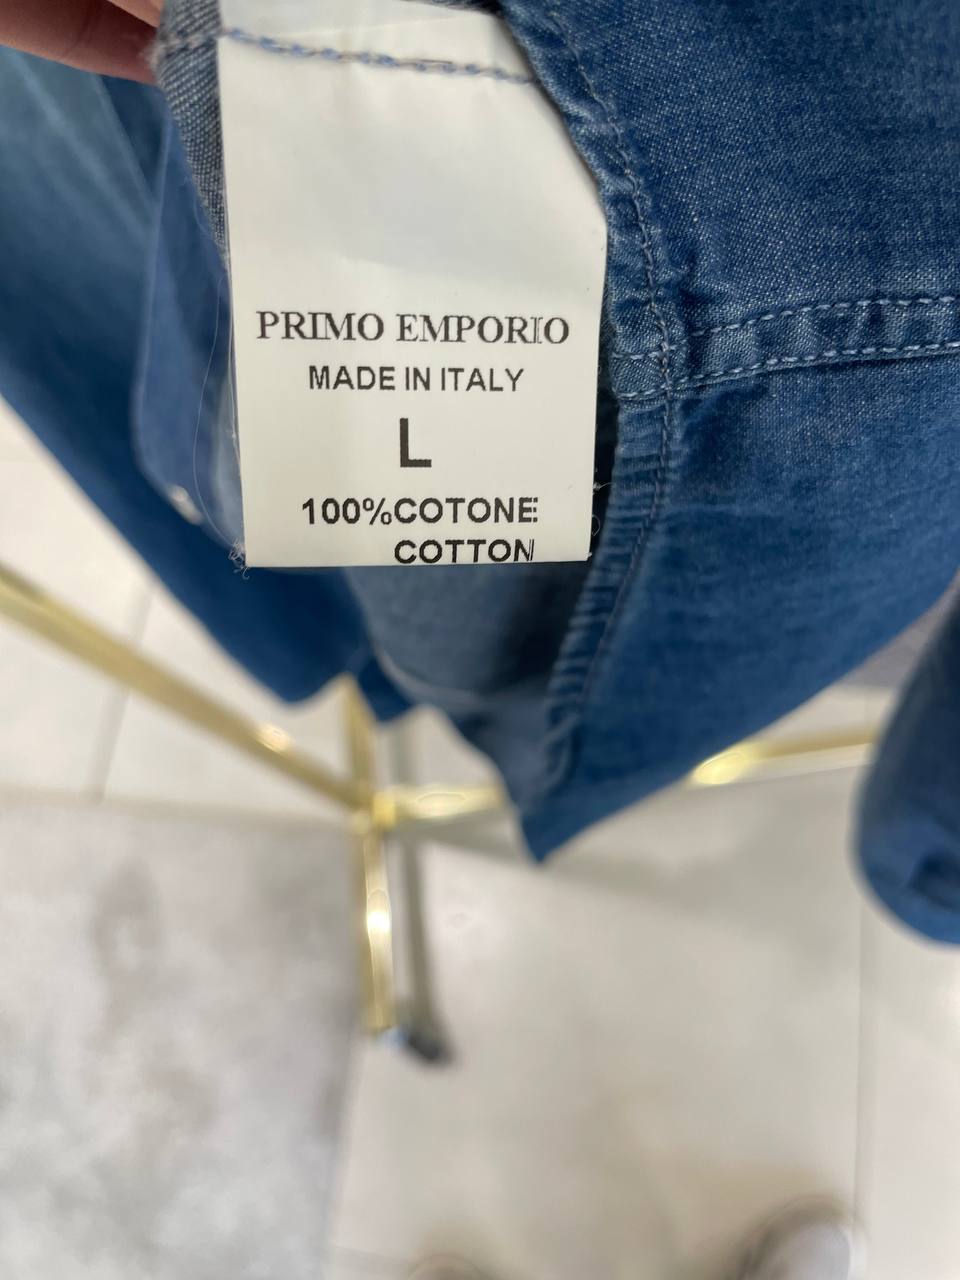 PRIMO EMPORIO
MADE IN ITALY
L
100%COTONE
COTTON